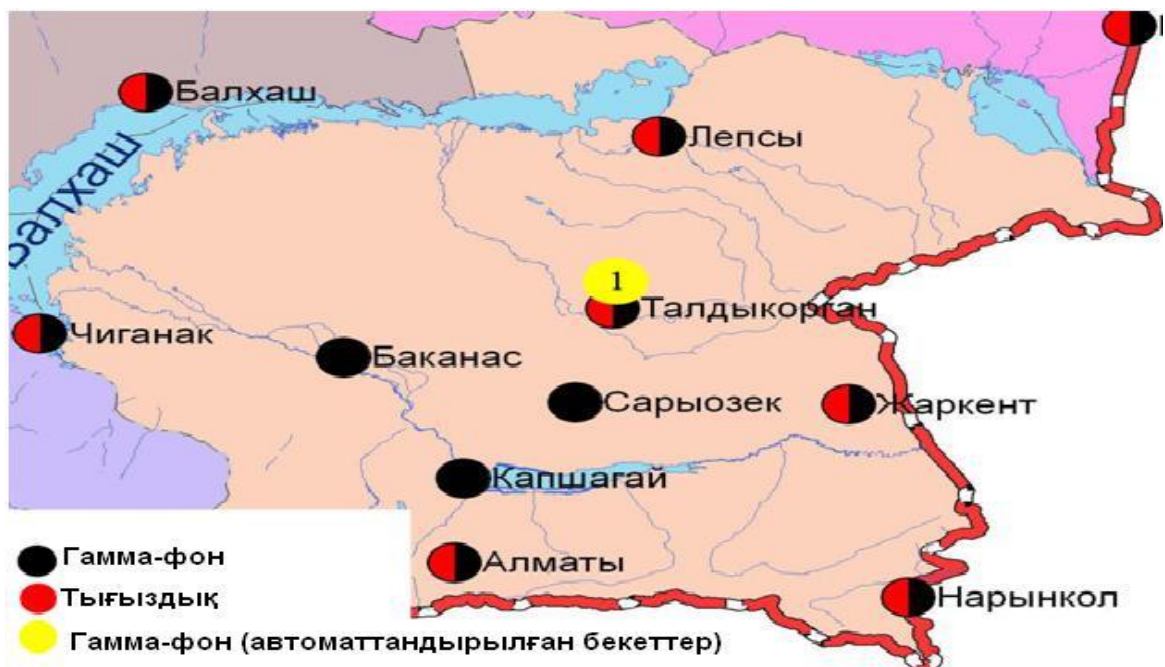 Балхаш
Балхаш
Лепсы
1
Талдыкорган
Чиганак
Баканас
Сарыозек
Жаркент
Капшагай
Алматы
Нарынкол
Гамма-фон
Тығыздық
Гамма-фон (автоматтандырылған бекеттер)